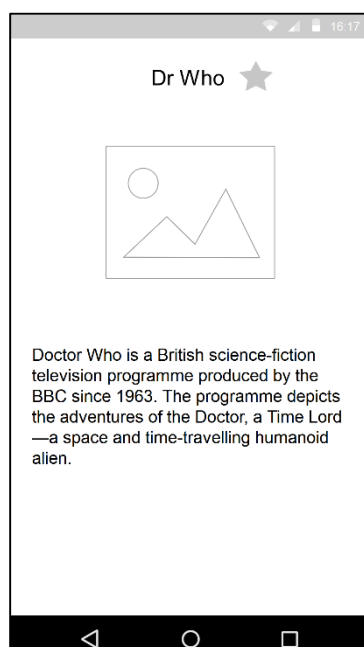 16:17
Dr Who
Doctor Who is a British science-fiction
television programme produced by the
BBC since 1963. The programme depicts
the adventures of the Doctor, a Time Lord
—a space and time-travelling humanoid
alien.